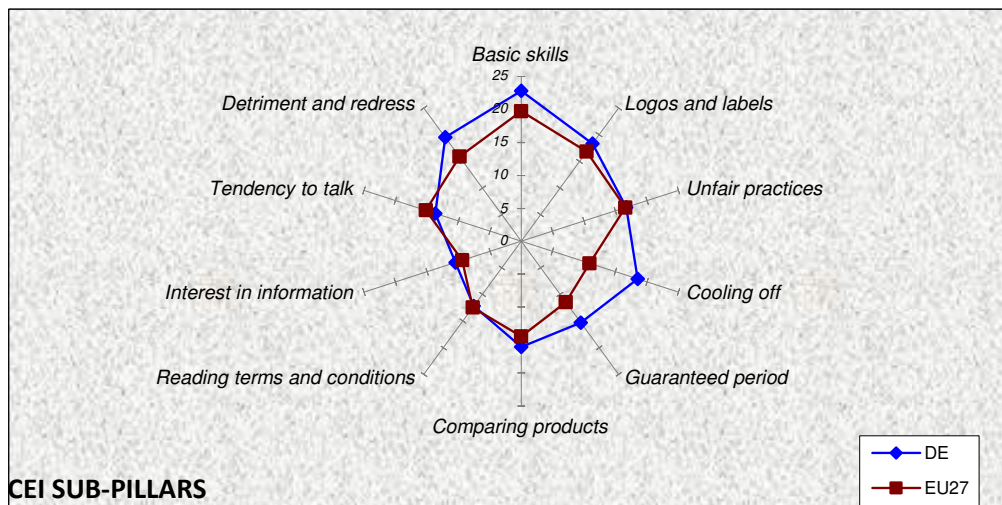 Basic skills
25
Detriment and redress
Logos and labels
20
15
Tendency to talk
10
Unfair practices
5
0
Interest in information
Cooling off
Reading terms and conditions
Guaranteed period
Comparing products
DE
CEI SUB-PILLARS
EU27